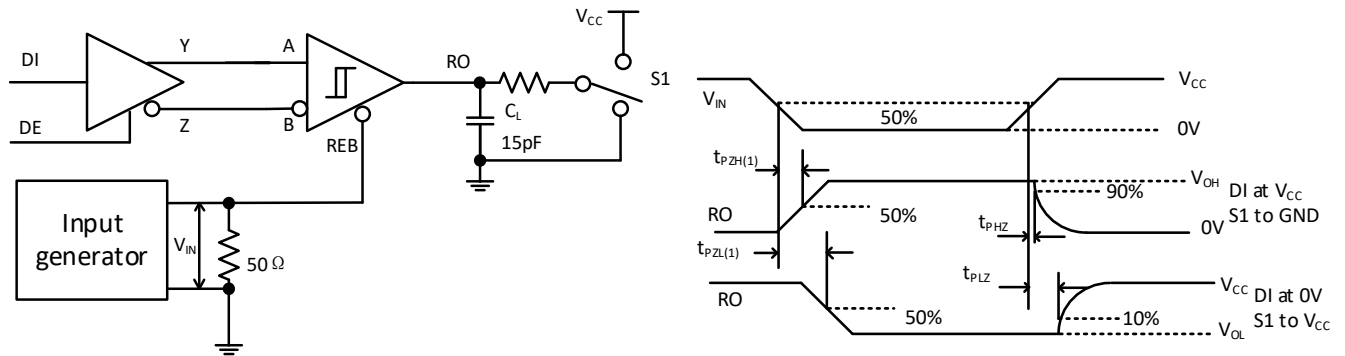 V_CC
DI
Y
A
RO
S1
DE
Z
B
REB
C_L
15pF
Input
generator
V_IN
50 Ω
V_IN
50%
V_CC
0V
t_PZH(1)
RO
50%
t_PHZ
90%
V_OH
0V
DI at V_CC
S1 to GND
t_PZL(1)
RO
50%
t_PLZ
10%
V_CC
V_OL
DI at 0V
S1 to V_CC